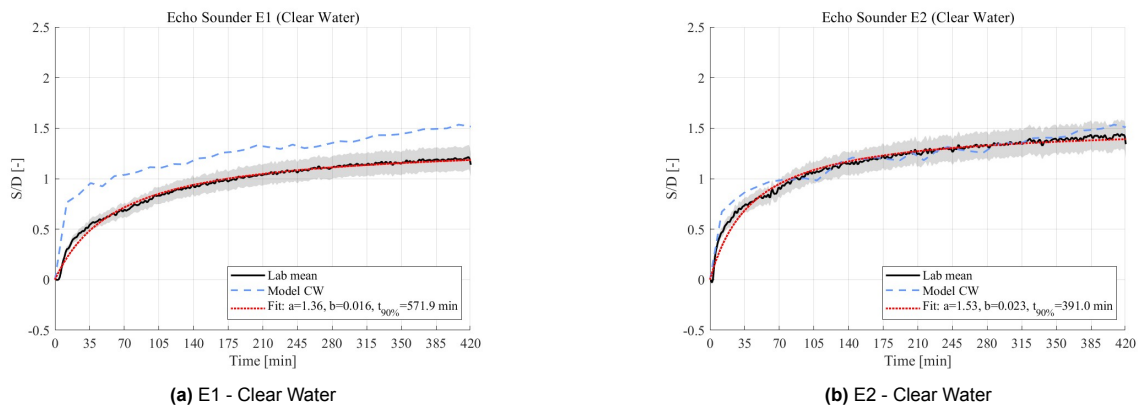 Echo Sounder E1 (Clear Water)
2.5
2
1.5
1
0.5
0
-0.5
S/D [-]
Lab mean
Model CW
Fit: a=1.36, b=0.016, t90%=571.9 min
0 35 70 105 140 175 210 245 280 315 350 385 420
Time [min]
(a) E1 - Clear Water
Echo Sounder E2 (Clear Water)
2.5
2
1.5
1
0.5
0
-0.5
S/D [-]
Lab mean
Model CW
Fit: a=1.53, b=0.023, t90%=391.0 min
0 35 70 105 140 175 210 245 280 315 350 385 420
Time [min]
(b) E2 - Clear Water